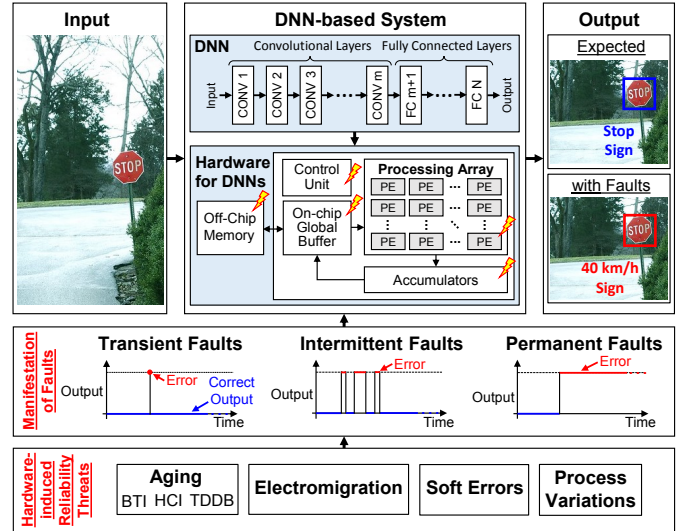 Input
STOP
DNN-based System
DNN
Convolutional Layers
Fully Connected Layers
Input
CONV 1
CONV 2
CONV 3
CONV m
FC m+1
FC N
Output
Hardware
for DNNs
Off-Chip
Memory
Control
Unit
On-chip
Global
Buffer
Processing Array
PE PE ··· PE
PE PE ··· PE
PE PE ··· PE
Accumulators
Output
Expected
STOP
Stop
Sign
with Faults
STOP
40 km/h
Sign
Manifestation
of Faults
Transient Faults
Output
Error
Correct
Output
Time
Intermittent Faults
Output
Error
Time
Permanent Faults
Output
Error
Time
Hardware-
induced
Reliability
Threats
Aging
BTI HCI TDDB
Electromigration
Soft Errors
Process
Variations